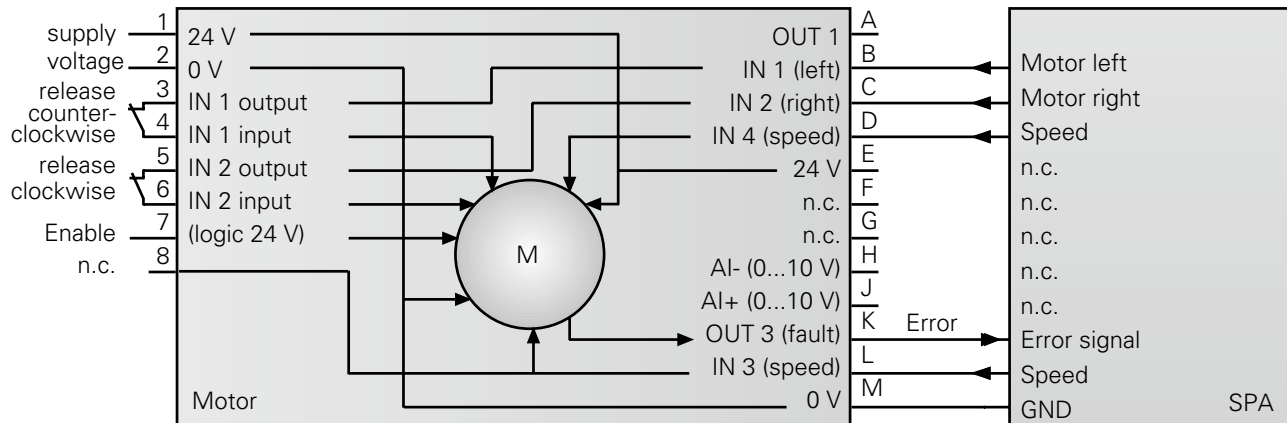 supply
voltage
release
counter-
clockwise
release
clockwise
Enable
n.c.
1
2
3
4
5
6
7
8
24 V
0 V
IN 1 output
IN 1 input
IN 2 output
IN 2 input
(logic 24 V)
Motor
M
OUT 1
IN 1 (left)
IN 2 (right)
IN 4 (speed)
24 V
n.c.
n.c.
AI- (0...10 V)
AI+ (0...10 V)
OUT 3 (fault)
IN 3 (speed)
0 V
A
B
C
D
E
F
G
H
J
K
L
M
Error
Motor left
Motor right
Speed
n.c.
n.c.
n.c.
n.c.
n.c.
Error signal
Speed
GND
SPA